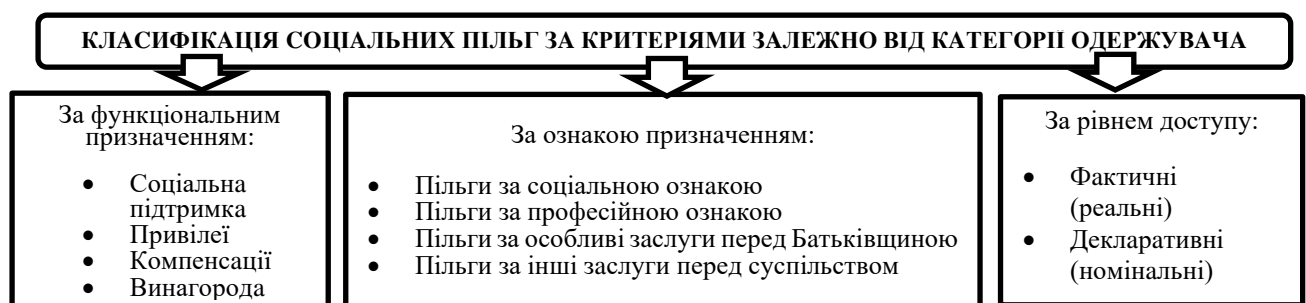 КЛАСИФІКАЦІЯ СОЦІАЛЬНИХ ПІЛЬГ ЗА КРИТЕРІЯМИ ЗАЛЕЖНО ВІД КАТЕГОРІЇ ОДЕРЖУВАЧА
За функціональним
призначенням:
• Соціальна
підтримка
• Привілеї
• Компенсації
• Винагорода
За ознакою призначенням:
• Пільги за соціальною ознакою
• Пільги за професійною ознакою
• Пільги за особливі заслуги перед Батьківщиною
• Пільги за інші заслуги перед суспільством
За рівнем доступу:
• Фактичні
(реальні)
• Декларативні
(номінальні)